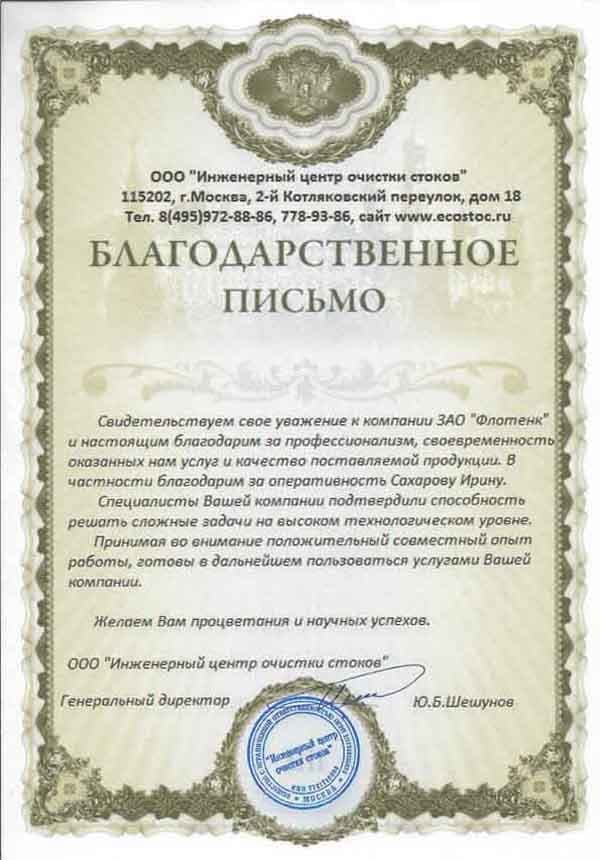 ООО "Инженерный центр очистки стоков"
115202, г.Москва, 2-й Котляковский переулок, дом 18
Тел. 8(495)972-88-86, 778-93-86, сайт www.ecostoc.ru
БЛАГОДАРСТВЕННОЕ
ПИСЬМО
Свидетельствуем свое уважение к компании ЗАО "Флотенк"
и настоящим благодарим за профессионализм, своевременность
оказанных нам услуг и качество поставляемой продукции. В
частности благодарим за оперативность Сахарову Ирину.
Специалисты Вашей компании подтвердили способность
решать сложные задачи на высоком технологическом уровне.
Принимая во внимание положительный совместный опыт
работы, готовы в дальнейшем пользоваться услугами Вашей
компании.
Желаем Вам процветания и научных успехов.
ООО "Инженерный центр очистки стоков"
Генеральный директор Ю.Б.Шешунов
"Инженерный центр
очистки стоков"
МОСКВА